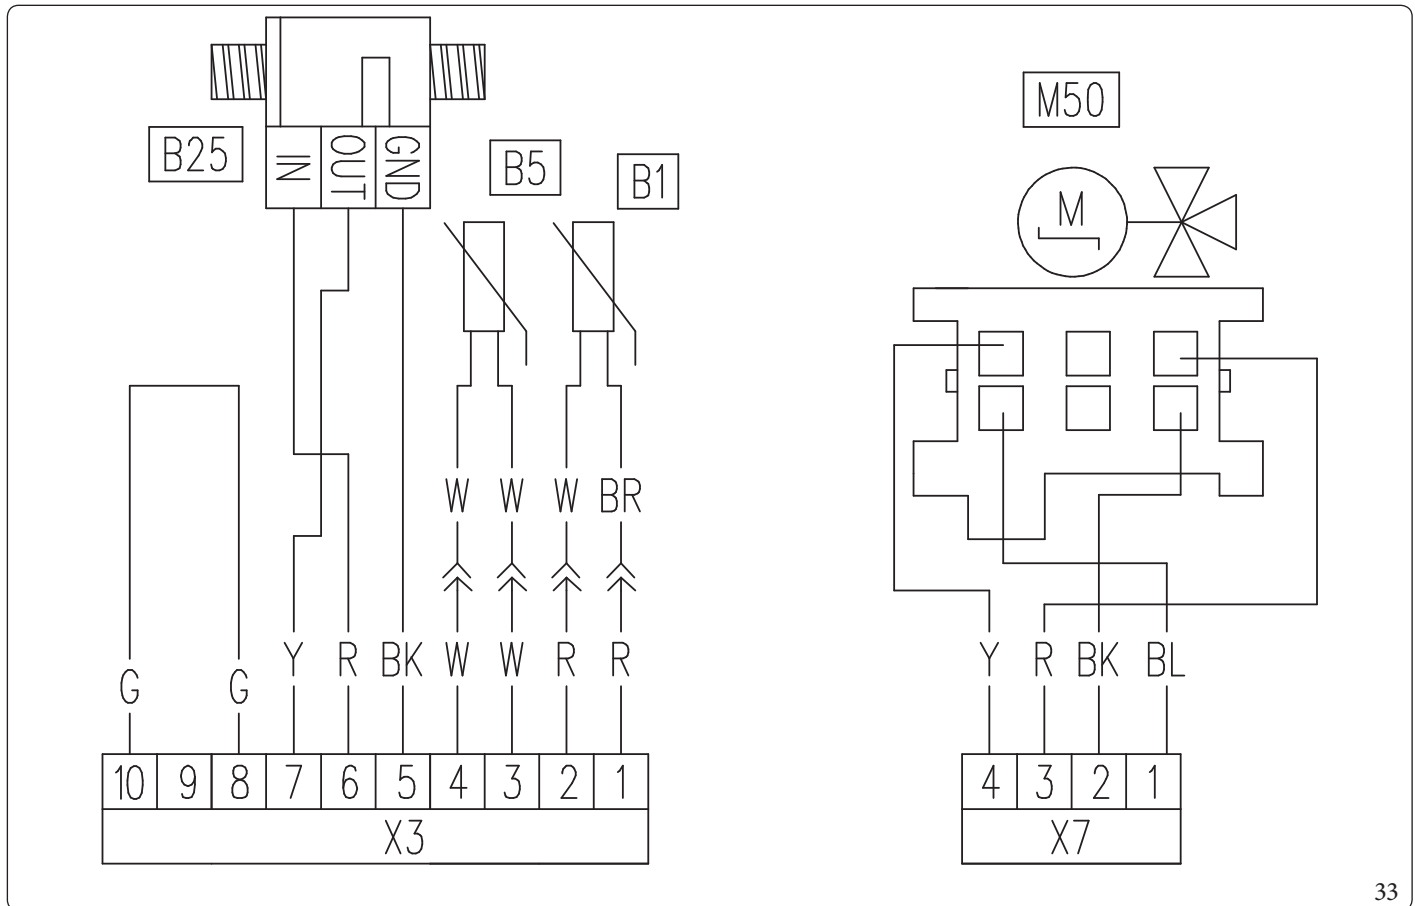 M50
B25
IN OUT GND
B5
B1
M
W W W BR
Y R BK W W R R
G G
10 9 8 7 6 5 4 3 2 1
X3
Y R BK BL
4 3 2 1
X7
33